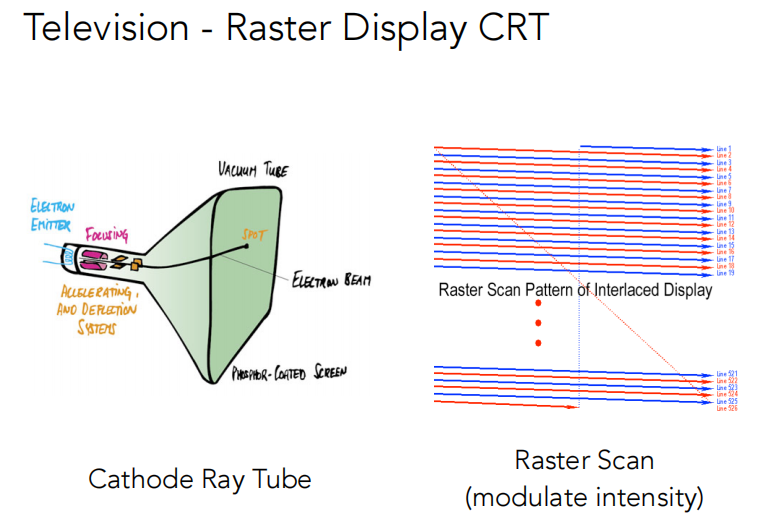 Television - Raster Display CRT
VACUUM TUBE
ELECTRON
EMITTER
FOCUSING
SPOT
ELECTRON BEAM
ACCELERATING,
AND DEFLECTION
SYSTEMS
PHOSPHOR-COATED SCREEN
Cathode Ray Tube
Line 1
Line 2
Line 3
Line 4
Line 5
Line 6
Line 7
Line 8
Line 9
Line 10
Line 11
Line 12
Line 13
Line 14
Line 15
Line 16
Line 17
Line 18
Line 19
Raster Scan Pattern of Interlaced Display
Line 521
Line 522
Line 523
Line 524
Line 525
Line 526
Raster Scan
(modulate intensity)